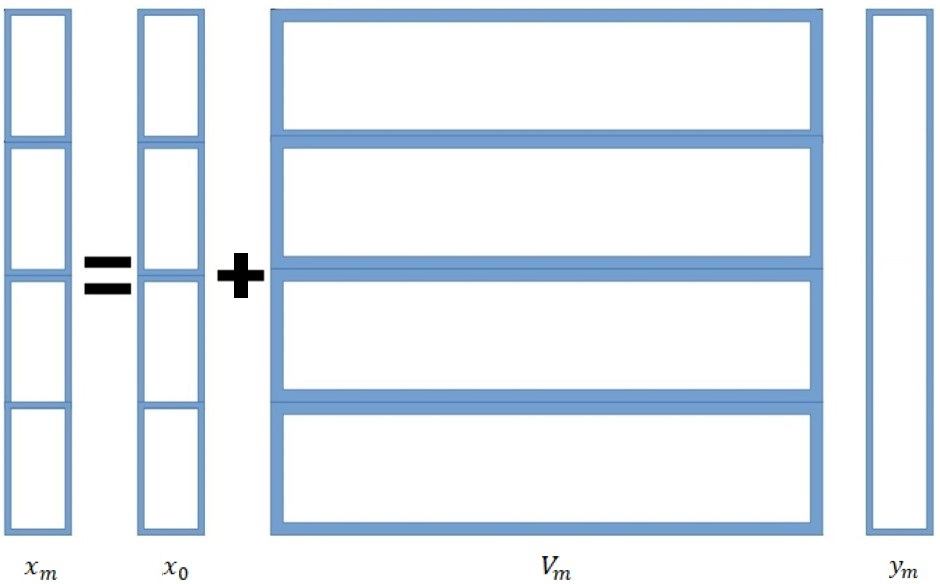 = +
x_m x_0 V_m y_m